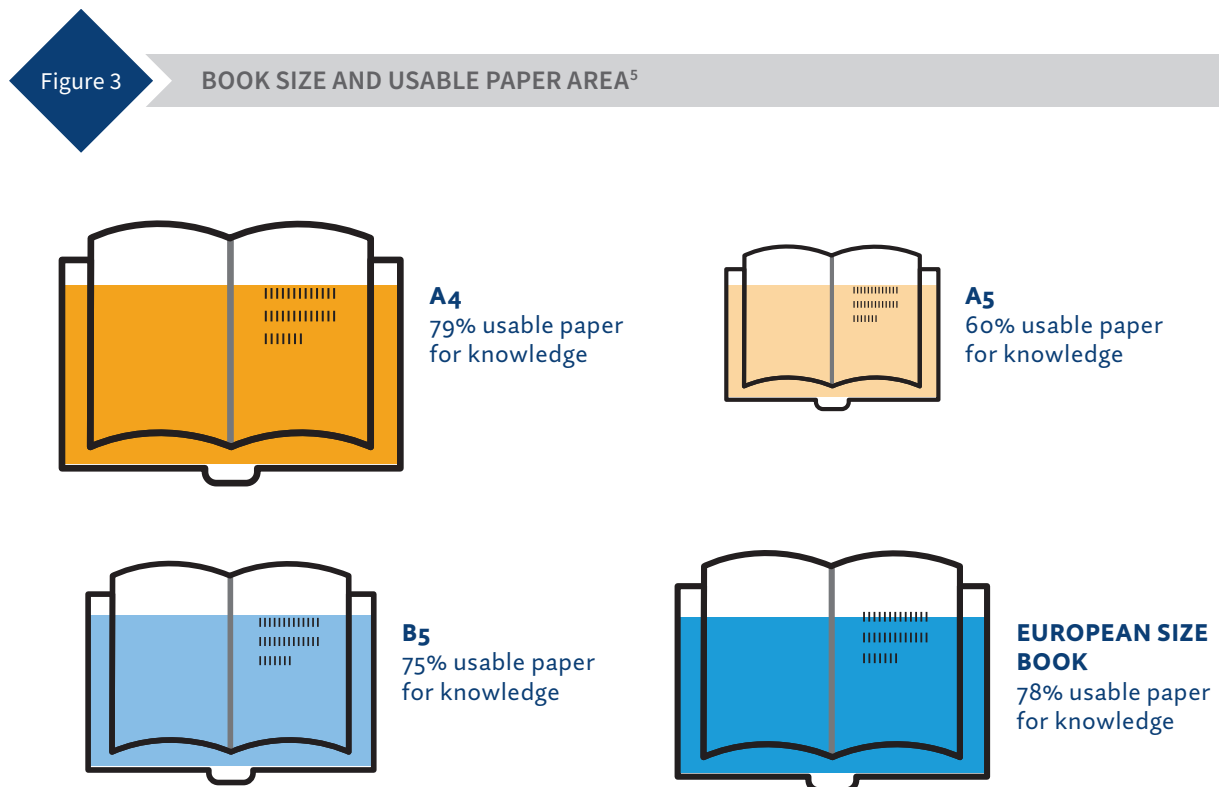 Figure 3
BOOK SIZE AND USABLE PAPER AREA⁵
A4
79% usable paper
for knowledge
A5
60% usable paper
for knowledge
B5
75% usable paper
for knowledge
EUROPEAN SIZE
BOOK
78% usable paper
for knowledge